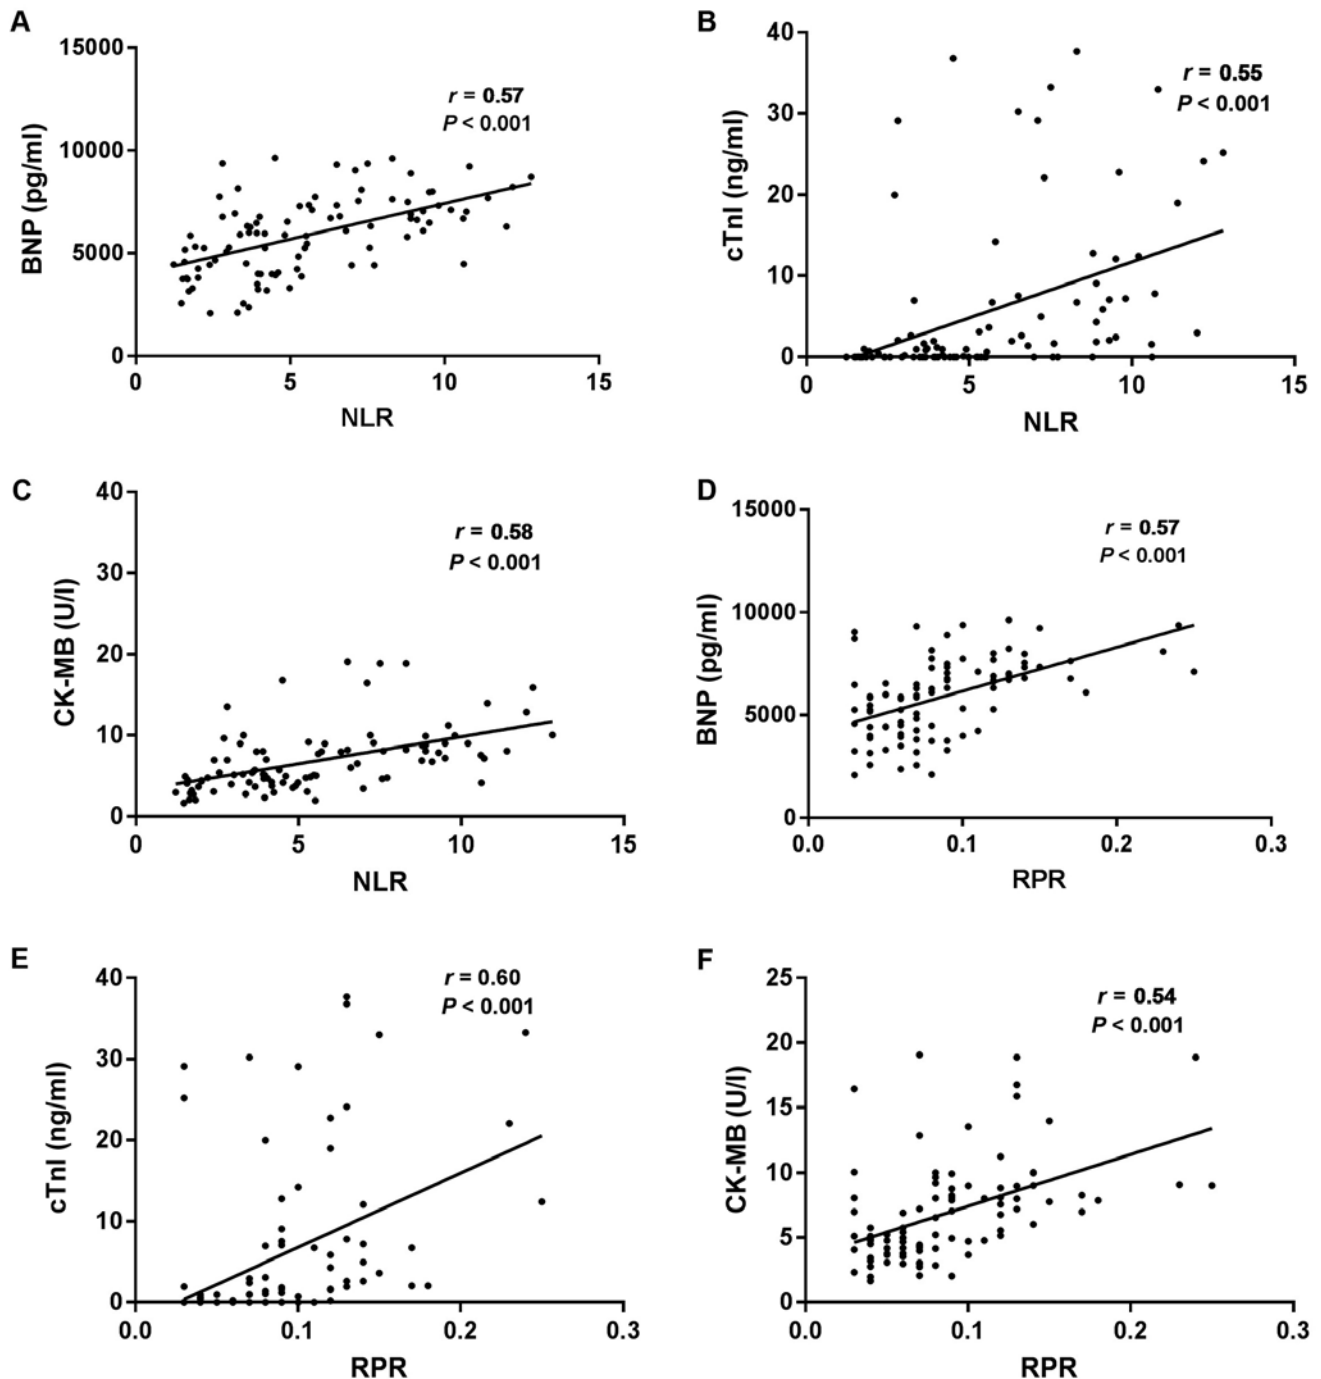 A
15000
10000
5000
0
BNP (pg/ml)
r = 0.57
P < 0.001
0 5 10 15
NLR
B
40
30
20
10
0
cTnI (ng/ml)
r = 0.55
P < 0.001
0 5 10 15
NLR
C
40
30
20
10
0
CK-MB (U/l)
r = 0.58
P < 0.001
0 5 10 15
NLR
D
15000
10000
5000
0
BNP (pg/ml)
r = 0.57
P < 0.001
0.0 0.1 0.2 0.3
RPR
E
40
30
20
10
0
cTnI (ng/ml)
r = 0.60
P < 0.001
0.0 0.1 0.2 0.3
RPR
F
25
20
15
10
5
0
CK-MB (U/l)
r = 0.54
P < 0.001
0.0 0.1 0.2 0.3
RPR